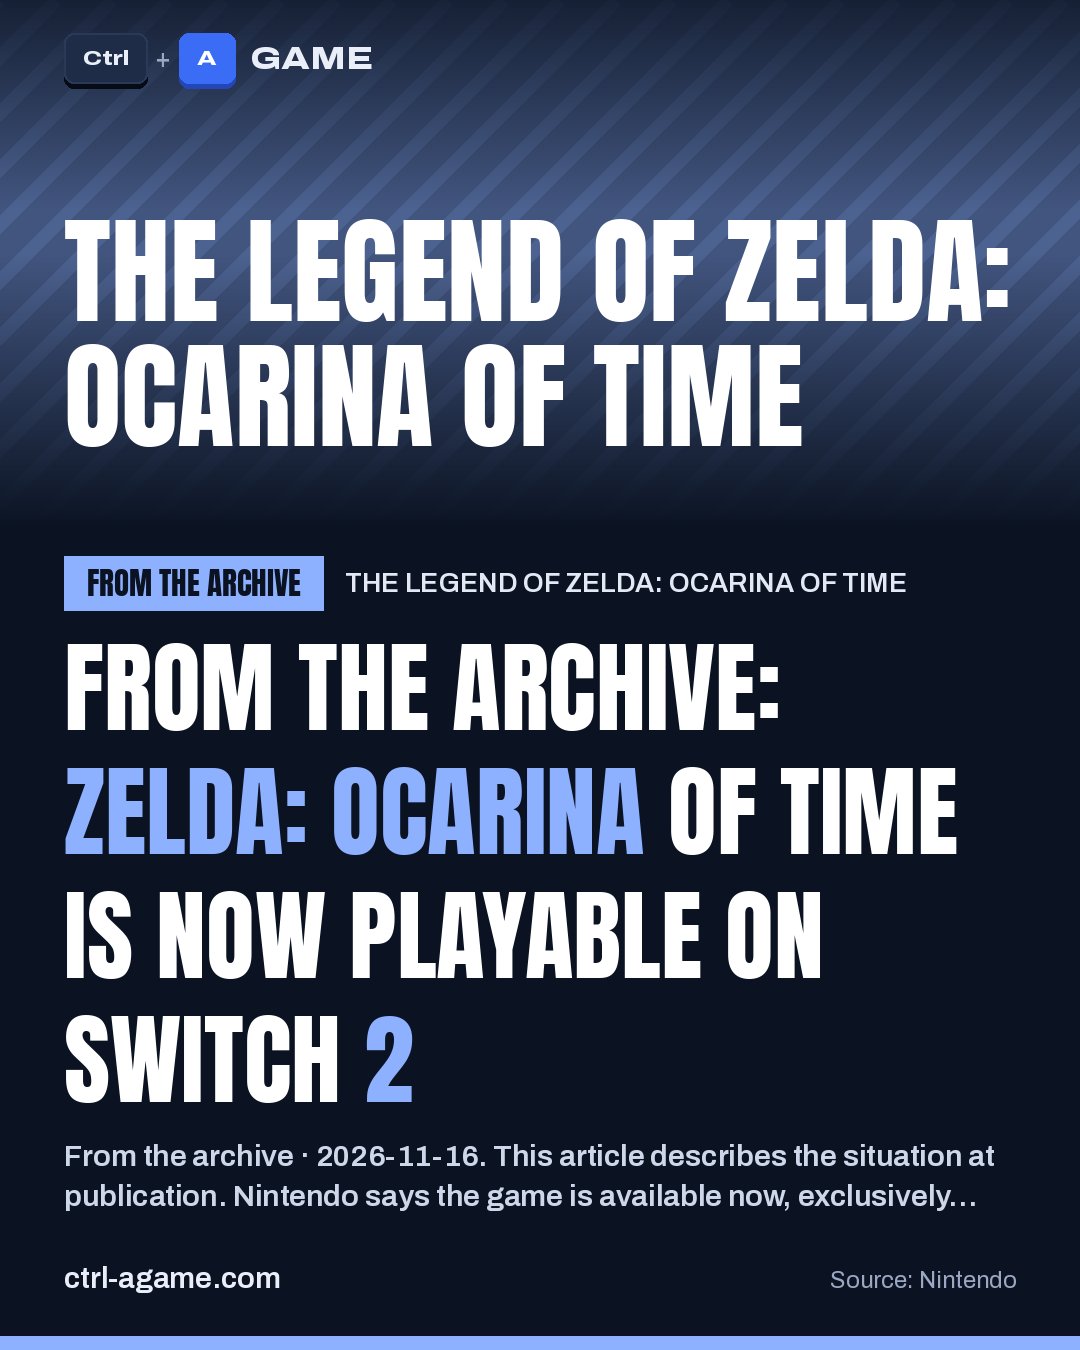 Ctrl + A GAME
THE LEGEND OF ZELDA:
OCARINA OF TIME
FROM THE ARCHIVE THE LEGEND OF ZELDA: OCARINA OF TIME
FROM THE ARCHIVE:
ZELDA: OCARINA OF TIME
IS NOW PLAYABLE ON
SWITCH 2
From the archive · 2026-11-16. This article describes the situation at
publication. Nintendo says the game is available now, exclusively…
ctrl-agame.com Source: Nintendo